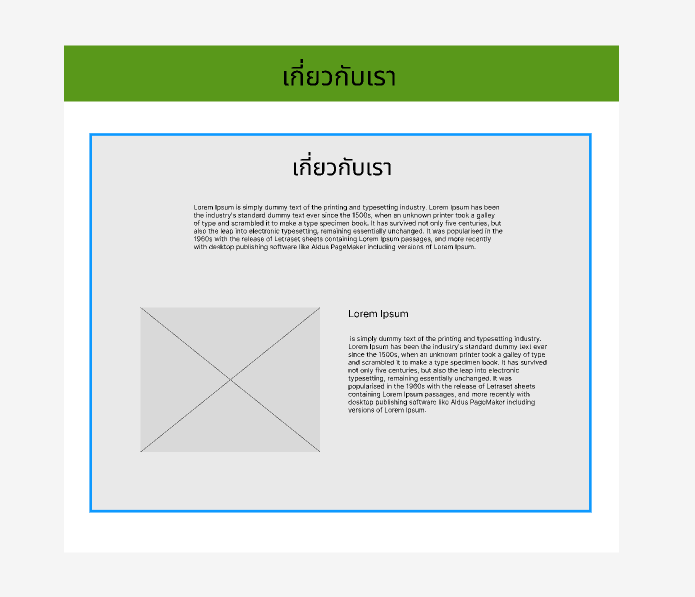 เกี่ยวกับเรา
เกี่ยวกับเรา
Lorem Ipsum is simply dummy text of the printing and typesetting industry. Lorem Ipsum has been
the industry's standard dummy text ever since the 1500s, when an unknown printer took a galley
of type and scrambled it to make a type specimen book. It has survived not only five centuries, but
also the leap into electronic typesetting, remaining essentially unchanged. It was popularised in the
1960s with the release of Letraset sheets containing Lorem Ipsum passages, and more recently
with desktop publishing software like Aldus PageMaker including versions of Lorem Ipsum.
Lorem Ipsum
is simply dummy text of the printing and typesetting industry.
Lorem Ipsum has been the industry's standard dummy text ever
since the 1500s, when an unknown printer took a galley of type
and scrambled it to make a type specimen book. It has survived
not only five centuries, but also the leap into electronic
typesetting, remaining essentially unchanged. It was
popularised in the 1960s with the release of Letraset sheets
containing Lorem Ipsum passages, and more recently with
desktop publishing software like Aldus PageMaker including
versions of Lorem Ipsum.